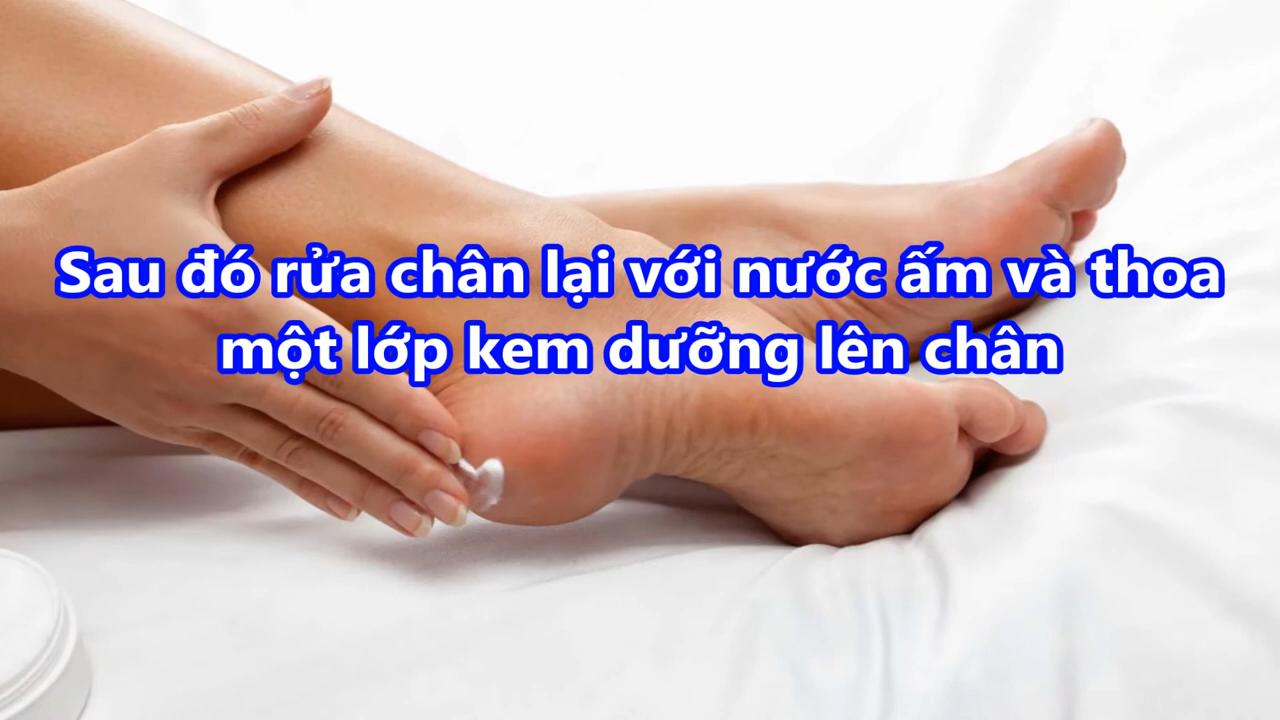 Sau đó rửa chân lại với nước ấm và thoa
một lớp kem dưỡng lên chân